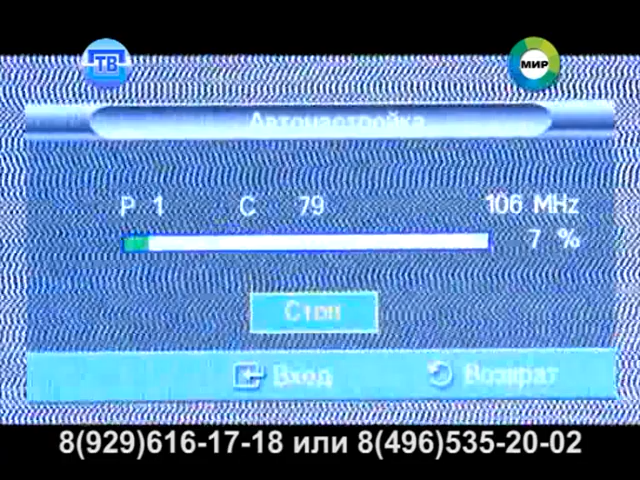 ТВ
МИР
Автонастройка
P 1 C 79 106 MHz
7 %
Стоп
Вход Возврат
8(929)616-17-18 или 8(496)535-20-02